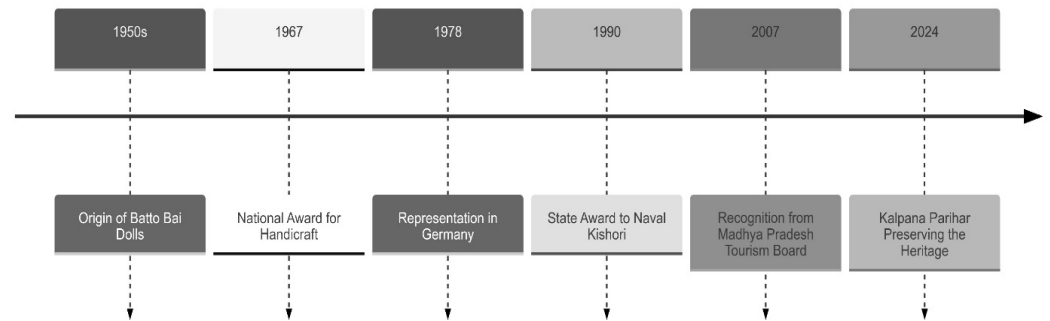 1950s
1967
1978
1990
2007
2024
Origin of Batto Bai
Dolls
National Award for
Handicraft
Representation in
Germany
State Award to Naval
Kishori
Recognition from
Madhya Pradesh
Tourism Board
Kalpana Parihar
Preserving the
Heritage